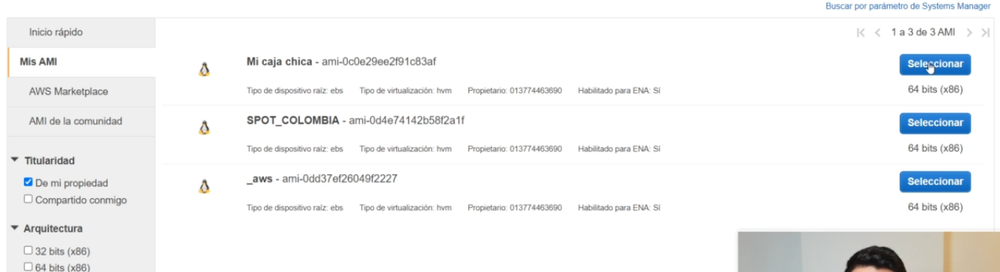 Buscar por parámetro de Systems Manager
1 a 3 de 3 AMI
Inicio rápido
Mis AMI
AWS Marketplace
AMI de la comunidad
Titularidad
De mi propiedad
Compartido conmigo
Arquitectura
32 bits (x86)
64 bits (x86)
Mi caja chica - ami-0c0e29ee2f91c83af
Seleccionar
Tipo de dispositivo raíz: ebs Tipo de virtualización: hvm Propietario: 013774463690 Habilitado para ENA: Sí
64 bits (x86)
SPOT_COLOMBIA - ami-0d4e74142b58f2a1f
Seleccionar
Tipo de dispositivo raíz: ebs Tipo de virtualización: hvm Propietario: 013774463690 Habilitado para ENA: Sí
64 bits (x86)
_aws - ami-0dd37ef26049f2227
Seleccionar
Tipo de dispositivo raíz: ebs Tipo de virtualización: hvm Propietario: 013774463690 Habilitado para ENA: Sí
64 bits (x86)